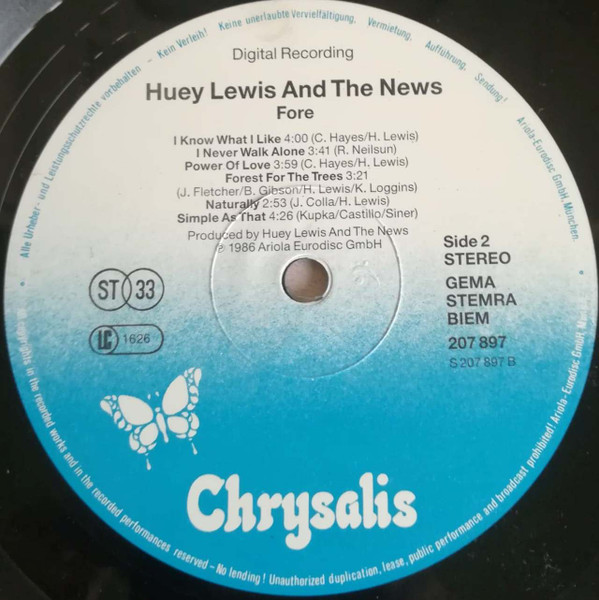 Digital Recording
Huey Lewis And The News
Fore
I Know What I Like 4:00 (C. Hayes/H. Lewis)
I Never Walk Alone 3:41 (R. Neilsun)
Power Of Love 3:59 (C. Hayes/H. Lewis)
Forest For The Trees 3:21
(J. Fletcher/B. Gibson/H. Lewis/K. Loggins)
Naturally 2:53 (J. Colla/H. Lewis)
Simple As That 4:26 (Kupka/Castillo/Siner)
Produced by Huey Lewis And The News
℗ 1986 Ariola Eurodisc GmbH
Side 2
STEREO
GEMA
STEMRA
BIEM
207 897
S 207 897 B
ST 33
LC 1626
Chrysalis
Alle Urheber- und Leistungsschutzrechte vorbehalten – Kein Verleih! Keine unerlaubte Vervielfältigung, Vermietung, Aufführung, Sendung! Ariola-Eurodisc GmbH, München.
in the recorded works and in the recorded performances reserved – No lending! Unauthorized duplication, lease, public performance and broadcast prohibited! Ariola-Eurodisc GmbH,